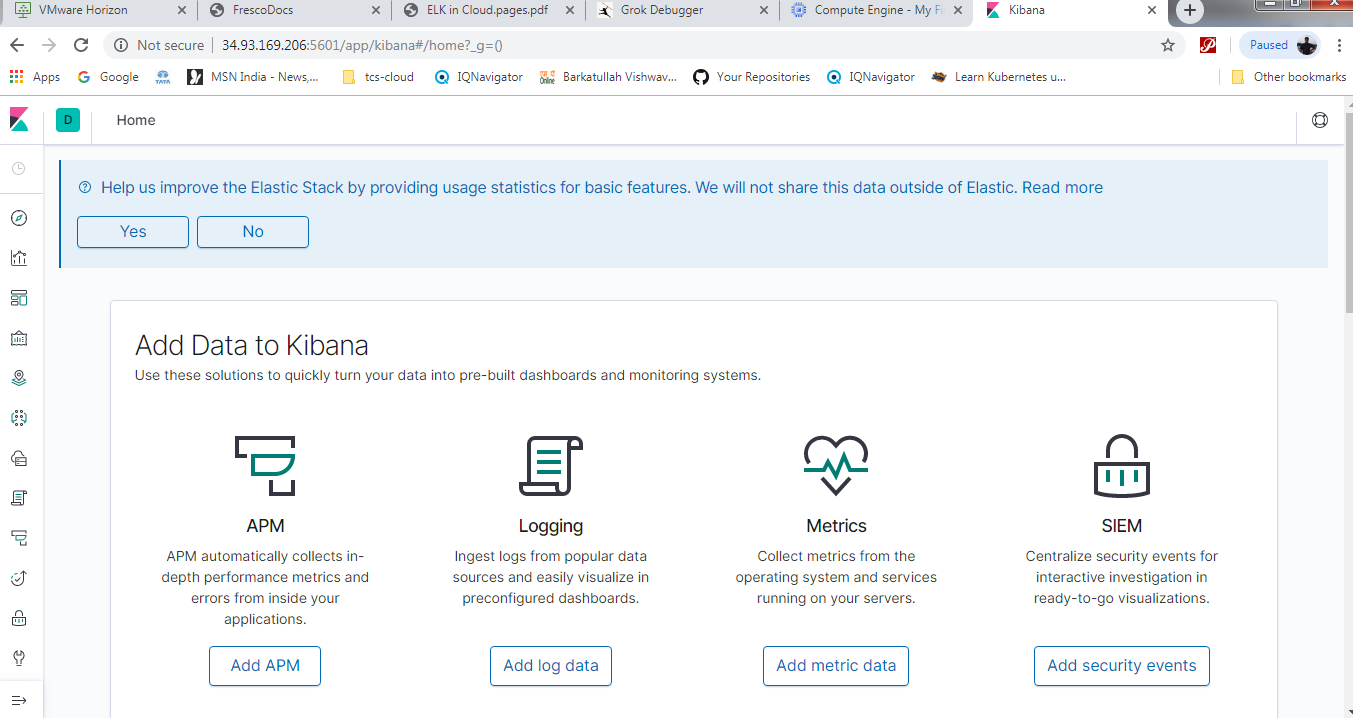 VMware Horizon
FrescoDocs
ELK in Cloud.pages.pdf
Grok Debugger
Compute Engine - My Fi
Kibana
Not secure | 34.93.169.206:5601/app/kibana#/home?_g=()
Paused
Apps
Google
TATA
MSN India - News,...
tcs-cloud
IQNavigator
Online
Barkatullah Vishwav...
Your Repositories
IQNavigator
Learn Kubernetes u...
Other bookmarks
D
Home
Help us improve the Elastic Stack by providing usage statistics for basic features. We will not share this data outside of Elastic. Read more
Yes
No
Add Data to Kibana
Use these solutions to quickly turn your data into pre-built dashboards and monitoring systems.
APM
APM automatically collects in-
depth performance metrics and
errors from inside your
applications.
Add APM
Logging
Ingest logs from popular data
sources and easily visualize in
preconfigured dashboards.
Add log data
Metrics
Collect metrics from the
operating system and services
running on your servers.
Add metric data
SIEM
Centralize security events for
interactive investigation in
ready-to-go visualizations.
Add security events